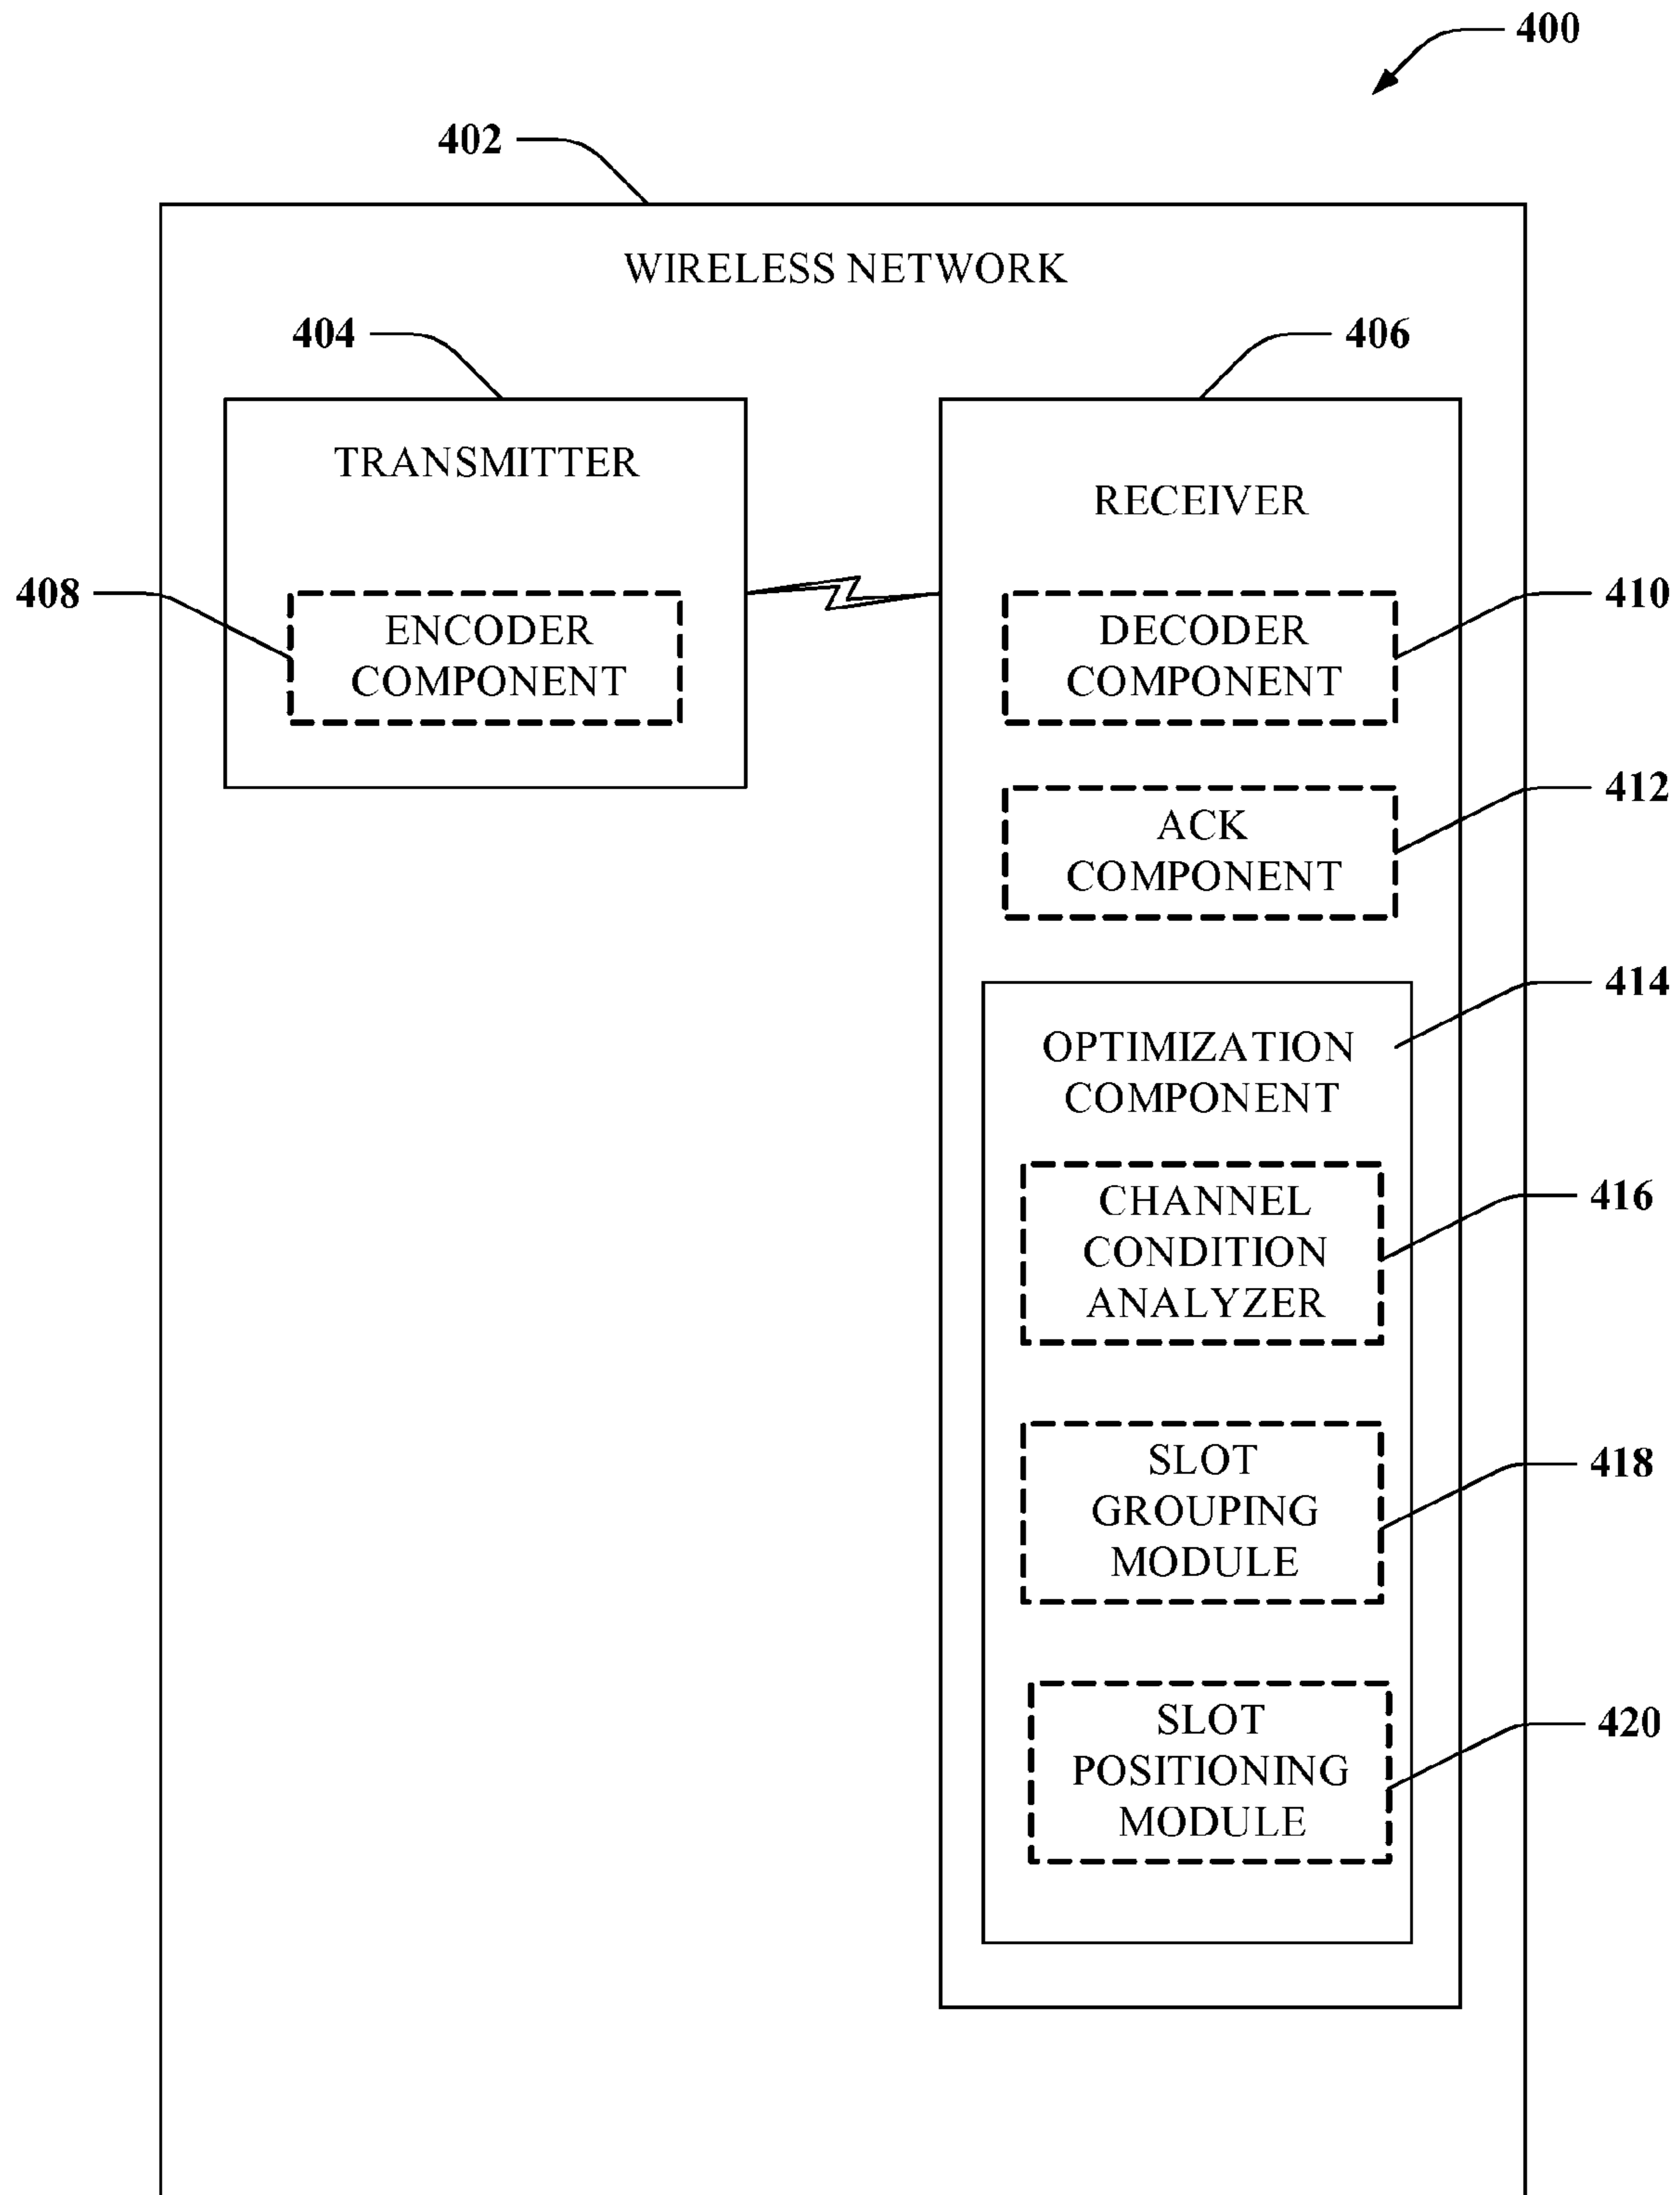 400
402
WIRELESS NETWORK
404
406
TRANSMITTER
RECEIVER
408
ENCODER
COMPONENT
DECODER
COMPONENT
410
ACK
COMPONENT
412
OPTIMIZATION
COMPONENT
414
CHANNEL
CONDITION
ANALYZER
416
SLOT
GROUPING
MODULE
418
SLOT
POSITIONING
MODULE
420